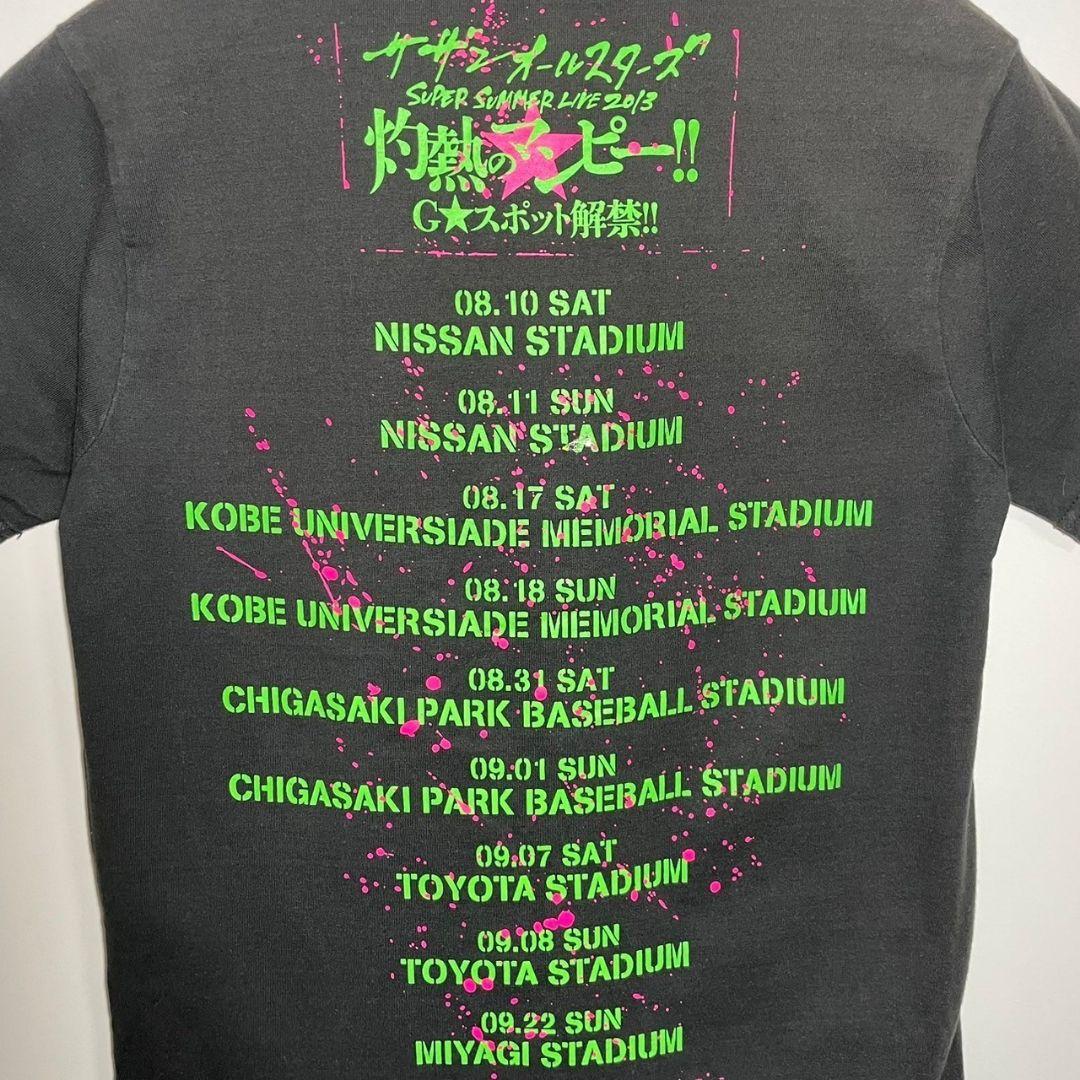 サザンオールスターズ
SUPER SUMMER LIVE 2013
灼熱のマンピー!!
G★スポット解禁!!
08.10 SAT
NISSAN STADIUM
08.11 SUN
NISSAN STADIUM
08.17 SAT
KOBE UNIVERSIADE MEMORIAL STADIUM
08.18 SUN
KOBE UNIVERSIADE MEMORIAL STADIUM
08.31 SAT
CHIGASAKI PARK BASEBALL STADIUM
09.01 SUN
CHIGASAKI PARK BASEBALL STADIUM
09.07 SAT
TOYOTA STADIUM
09.08 SUN
TOYOTA STADIUM
09.22 SUN
MIYAGI STADIUM